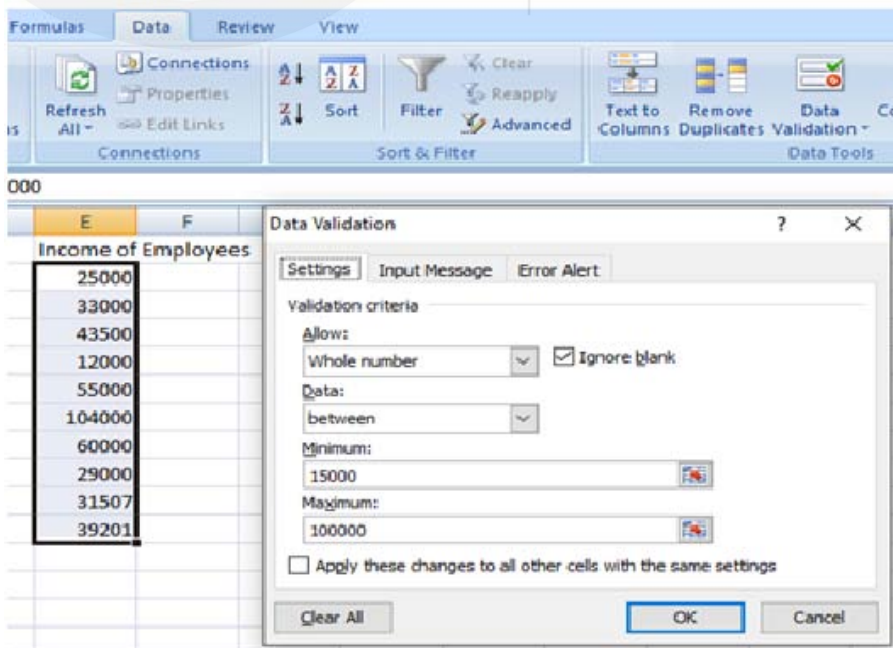 Formulas Data Review View
Refresh All
Connections
Properties
Edit Links
Connections
Sort
Filter
Clear
Reapply
Advanced
Sort & Filter
Text to Columns
Remove Duplicates
Data Validation
Data Tools
000
E F
Income of Employees
25000
33000
43500
12000
55000
104000
60000
29000
31507
39201
Data Validation ?
Settings Input Message Error Alert
Validation criteria
Allow:
Whole number
Ignore blank
Data:
between
Minimum:
15000
Maximum:
100000
Apply these changes to all other cells with the same settings
Clear All OK Cancel